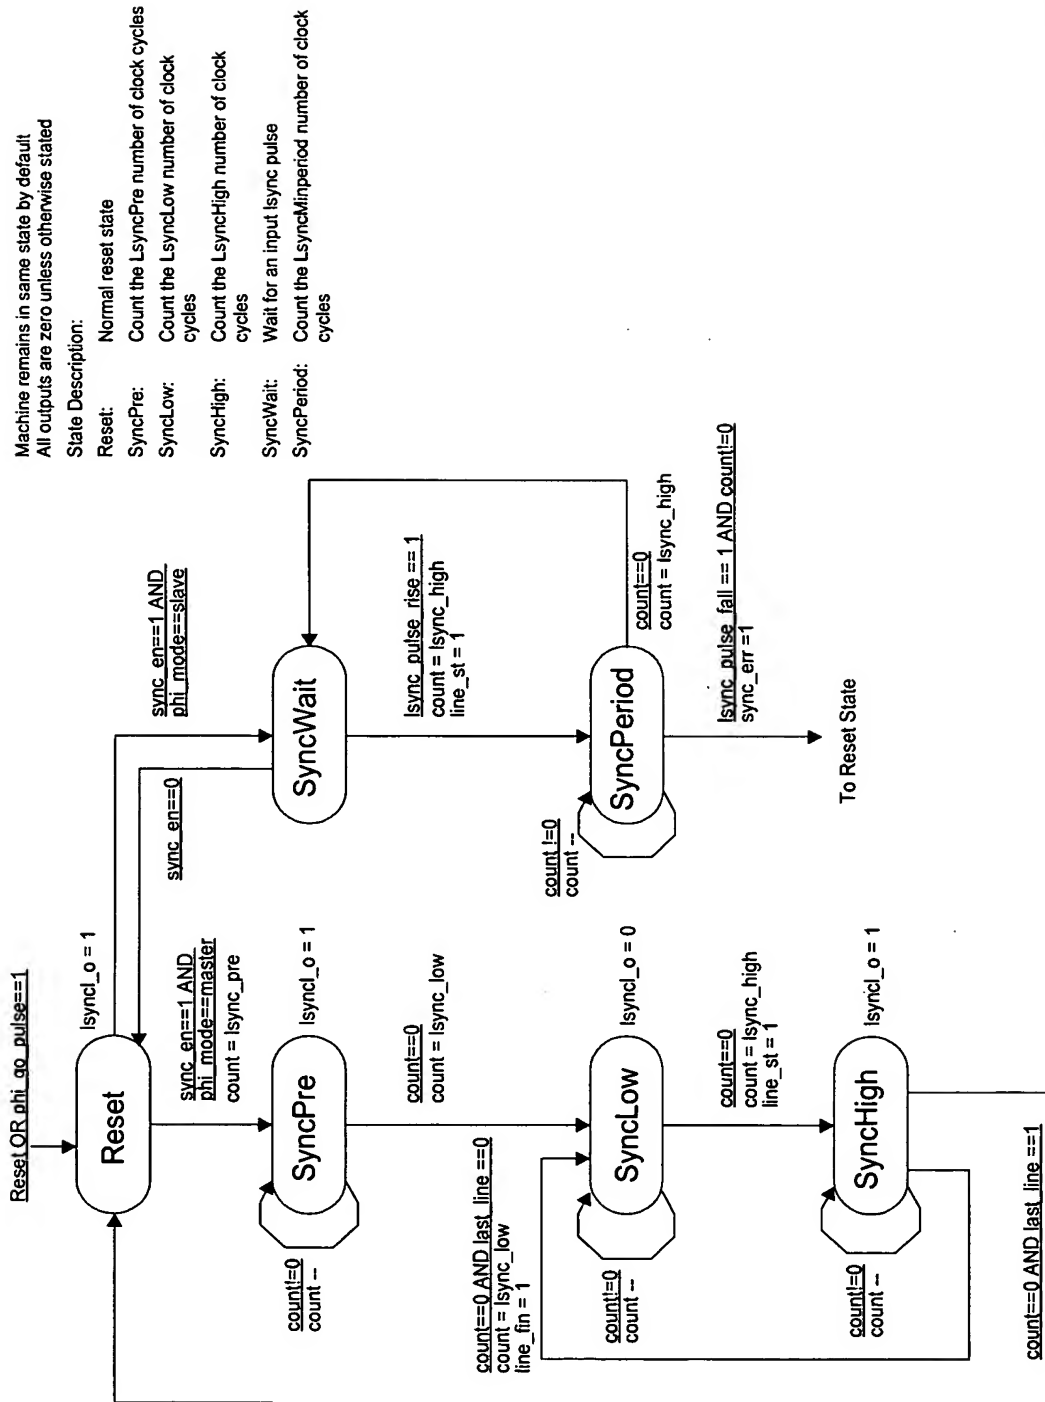 Machine remains in same state by default
All outputs are zero unless otherwise stated
State Description:
Reset: Normal reset state
SyncPre: Count the LsyncPre number of clock cycles
SyncLow: Count the LsyncLow number of clock
cycles
SyncHigh: Count the LsyncHigh number of clock
cycles
SyncWait: Wait for an input lsync pulse
SyncPeriod: Count the LsyncMinperiod number of clock
cycles
Reset OR phi_go_pulse==1
Reset
lsyncl_o = 1
sync_en==1 AND
phi_mode==slave
sync_en==0
SyncWait
sync_en==1 AND
phi_mode==master
count = lsync_pre
SyncPre
lsyncl_o = 1
count!=0
count --
lsync_pulse_rise == 1
count = lsync_high
line_st = 1
count==0
count = lsync_low
count==0 AND last_line ==0
count = lsync_low
line_fin = 1
SyncLow
lsyncl_o = 0
count!=0
count --
count !=0
count --
SyncPeriod
count==0
count = lsync_high
count==0
count = lsync_high
line_st = 1
lsync_pulse_fall == 1 AND count!=0
sync_err =1
SyncHigh
lsyncl_o = 1
count!=0
count --
To Reset State
count==0 AND last_line ==1